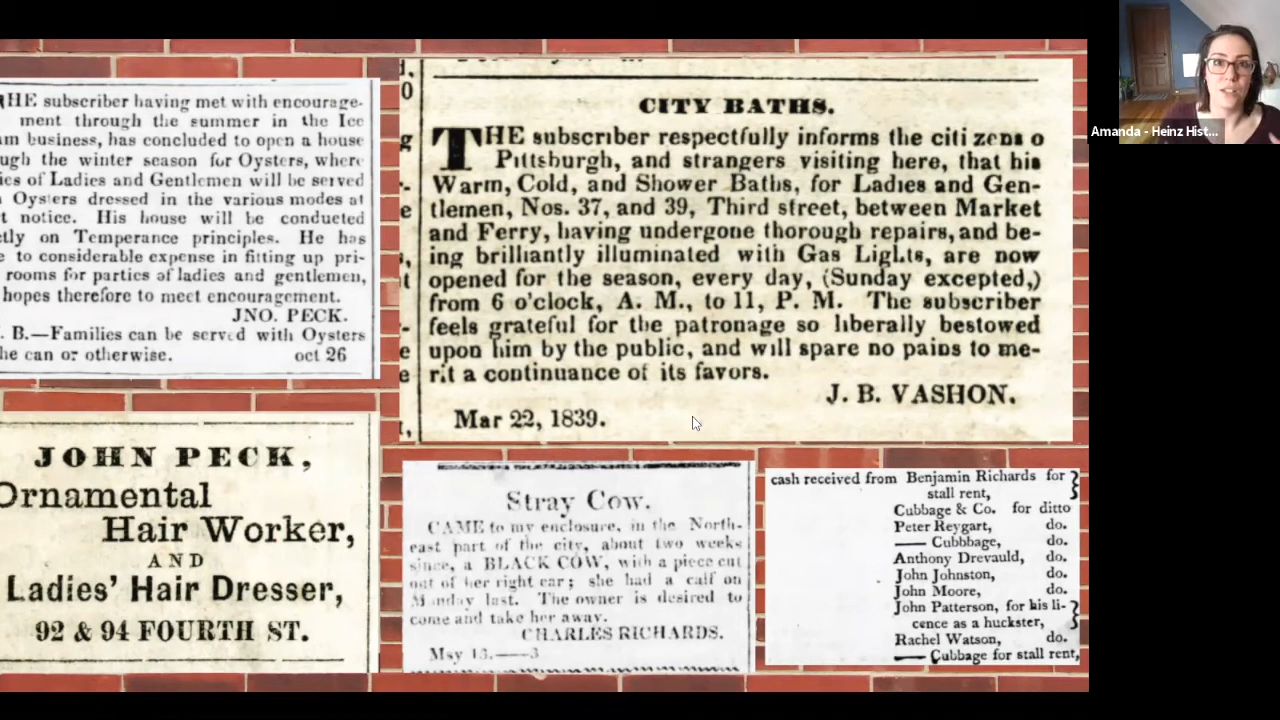 HE subscriber having met with encourage-
ment through the summer in the Ice
am business, has concluded to open a house
ugh the winter season for Oysters, where
ies of Ladies and Gentlemen will be served
Oysters dressed in the various modes at
t notice. His house will be conducted
ctly on Temperance principles. He has
e to considerable expense in fitting up pri-
rooms for parties of ladies and gentlemen,
hopes therefore to meet encouragement.
JNO. PECK.
. B.—Families can be served with Oysters
he can or otherwise. oct 26
JOHN PECK,
Ornamental
Hair Worker,
AND
Ladies' Hair Dresser,
92 & 94 FOURTH ST.
CITY BATHS.
THE subscriber respectfully informs the citizens o
Pittsburgh, and strangers visiting here, that his
Warm, Cold, and Shower Baths, for Ladies and Gen-
tlemen, Nos. 37, and 39, Third street, between Market
and Ferry, having undergone thorough repairs, and be-
ing brilliantly illuminated with Gas Lights, are now
opened for the season, every day, (Sunday excepted,)
from 6 o'clock, A. M., to 11, P. M. The subscriber
feels grateful for the patronage so liberally bestowed
upon him by the public, and will spare no pains to me-
rit a continuance of its favors.
J. B. VASHON.
Mar 22, 1839.
Stray Cow.
CAME to my enclosure, in the North-
east part of the city, about two weeks
since, a BLACK COW, with a piece cut
out of her right ear; she had a calf on
Monday last. The owner is desired to
come and take her away.
CHARLES RICHARDS.
May 13.——3
cash received from Benjamin Richards for
stall rent,
Cubbage & Co. for ditto
Peter Reygart, do.
—— Cubbbage, do.
Anthony Drevauld, do.
John Johnston, do.
John Moore, do.
John Patterson, for his li-
cence as a huckster,
Rachel Watson, do.
—— Cubbage for stall rent,
Amanda - Heinz Hist...